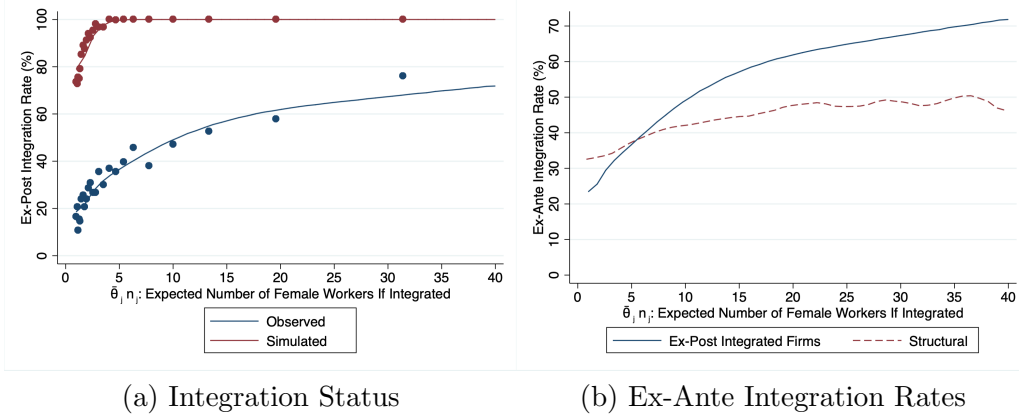 100
80
60
40
20
0
Ex-Post Integration Rate (%)
0 5 10 15 20 25 30 35 40
θ̄ j n j: Expected Number of Female Workers If Integrated
Observed
Simulated
(a) Integration Status
70
60
50
40
30
20
10
0
Ex-Ante Integration Rate (%)
0 5 10 15 20 25 30 35 40
θ̄ j n j: Expected Number of Female Workers If Integrated
Ex-Post Integrated Firms Structural
(b) Ex-Ante Integration Rates